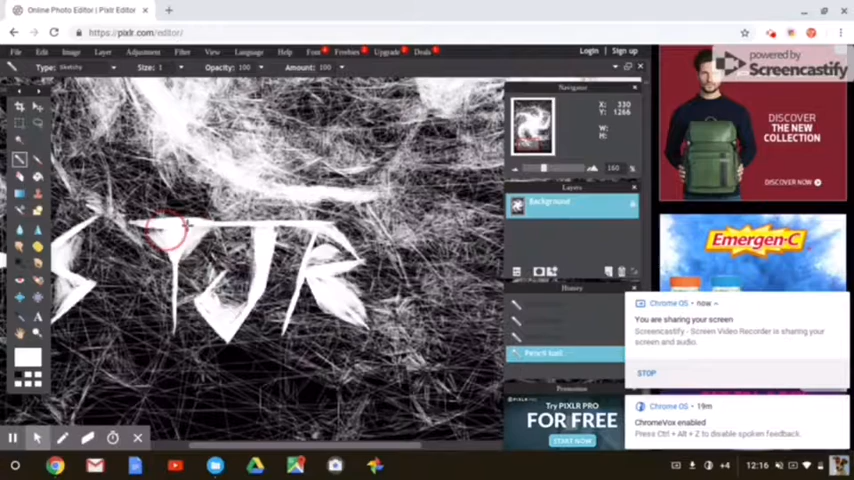 Online Photo Editor | Pixlr Editor
https://pixlr.com/editor/
powered by
Screencastify
File Edit Image Layer Adjustment Filter View Language Help Font Freebies Upgrade Deals
Login | Sign up
Type: Sketchy Size: 1 Opacity: 100 Amount: 100
Navigator
X: 330
Y: 1266
W:
H:
160 %
Layers
Background
History
Pencil tool
Promotion
Try PIXLR PRO
FOR FREE
START NOW
DISCOVER
THE NEW
COLLECTION
DISCOVER NOW
Emergen-C
Chrome OS • now
You are sharing your screen
Screencastify - Screen Video Recorder is sharing your
screen and audio.
STOP
Chrome OS • 19m
ChromeVox enabled
Press Ctrl + Alt + Z to disable spoken feedback.
S TJR
A
+4
12:16